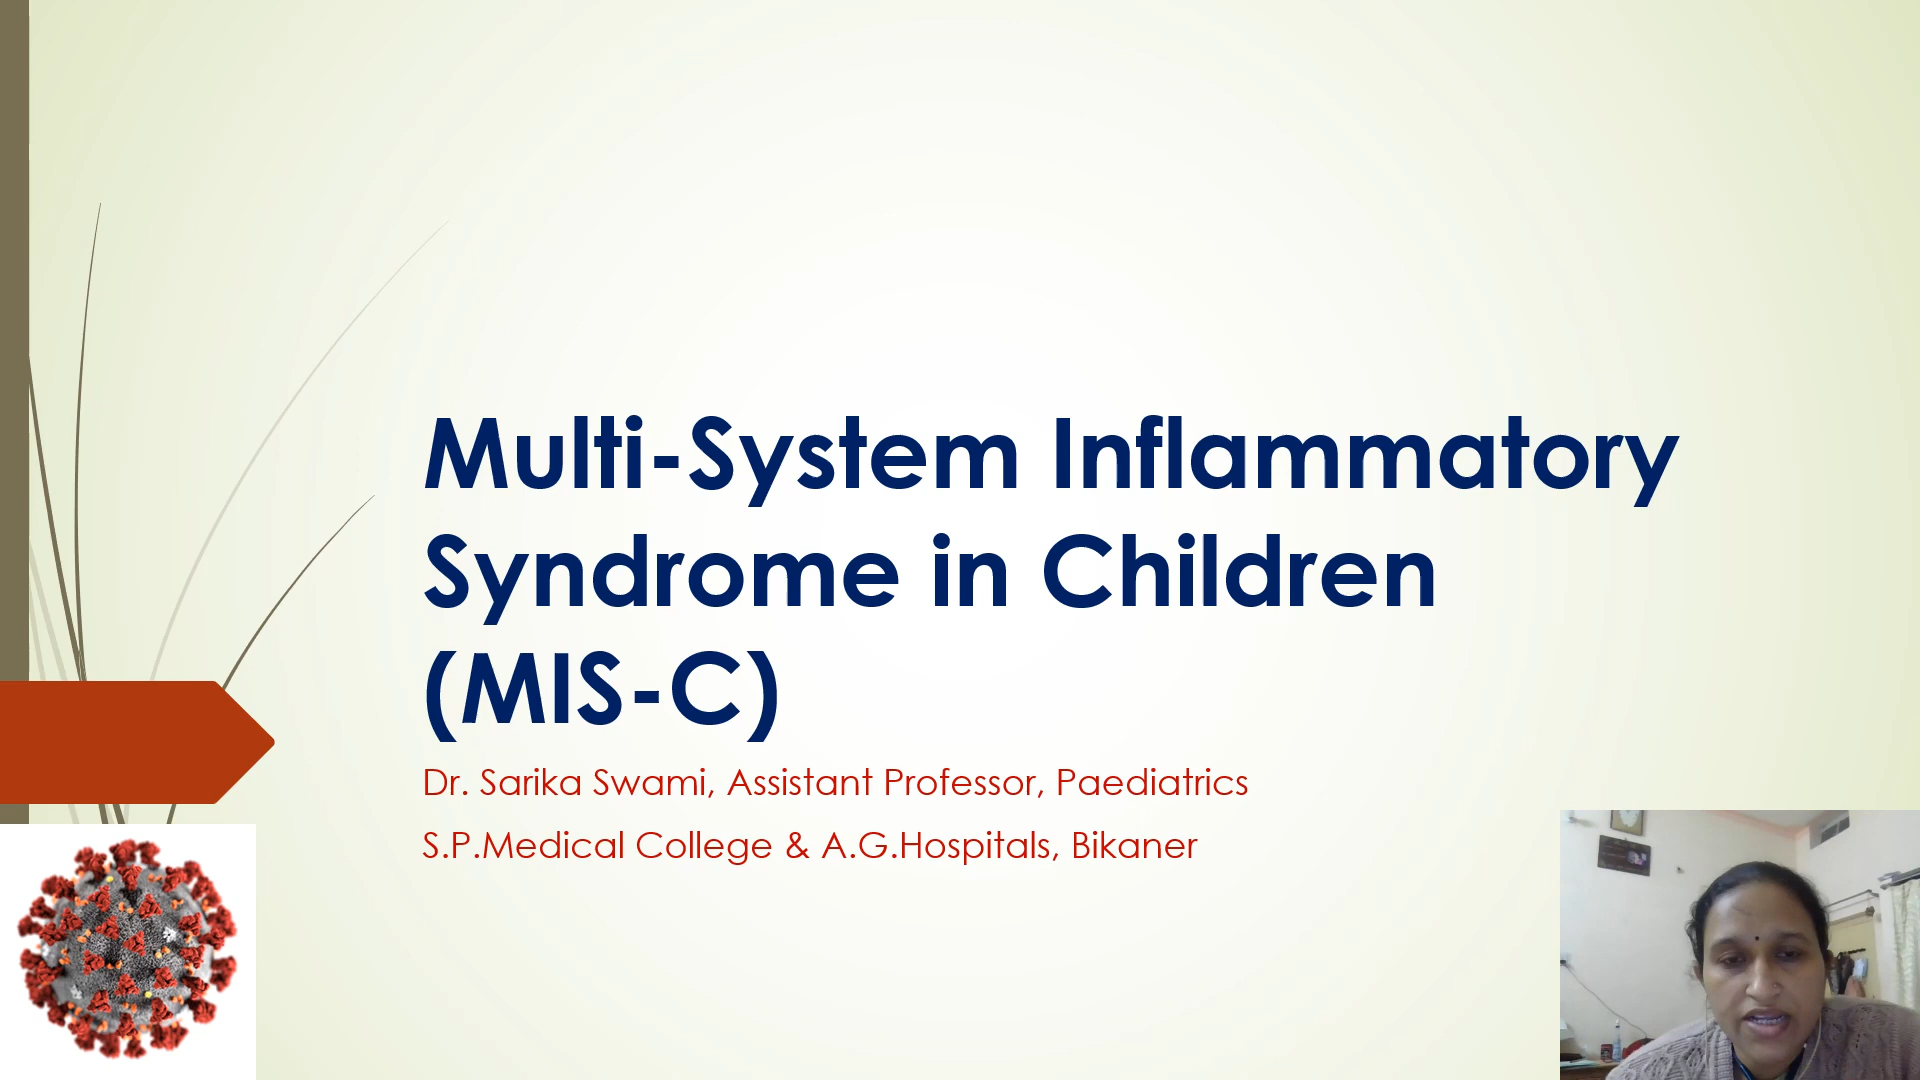 Multi-System Inflammatory
Syndrome in Children
(MIS-C)
Dr. Sarika Swami, Assistant Professor, Paediatrics
S.P.Medical College & A.G.Hospitals, Bikaner